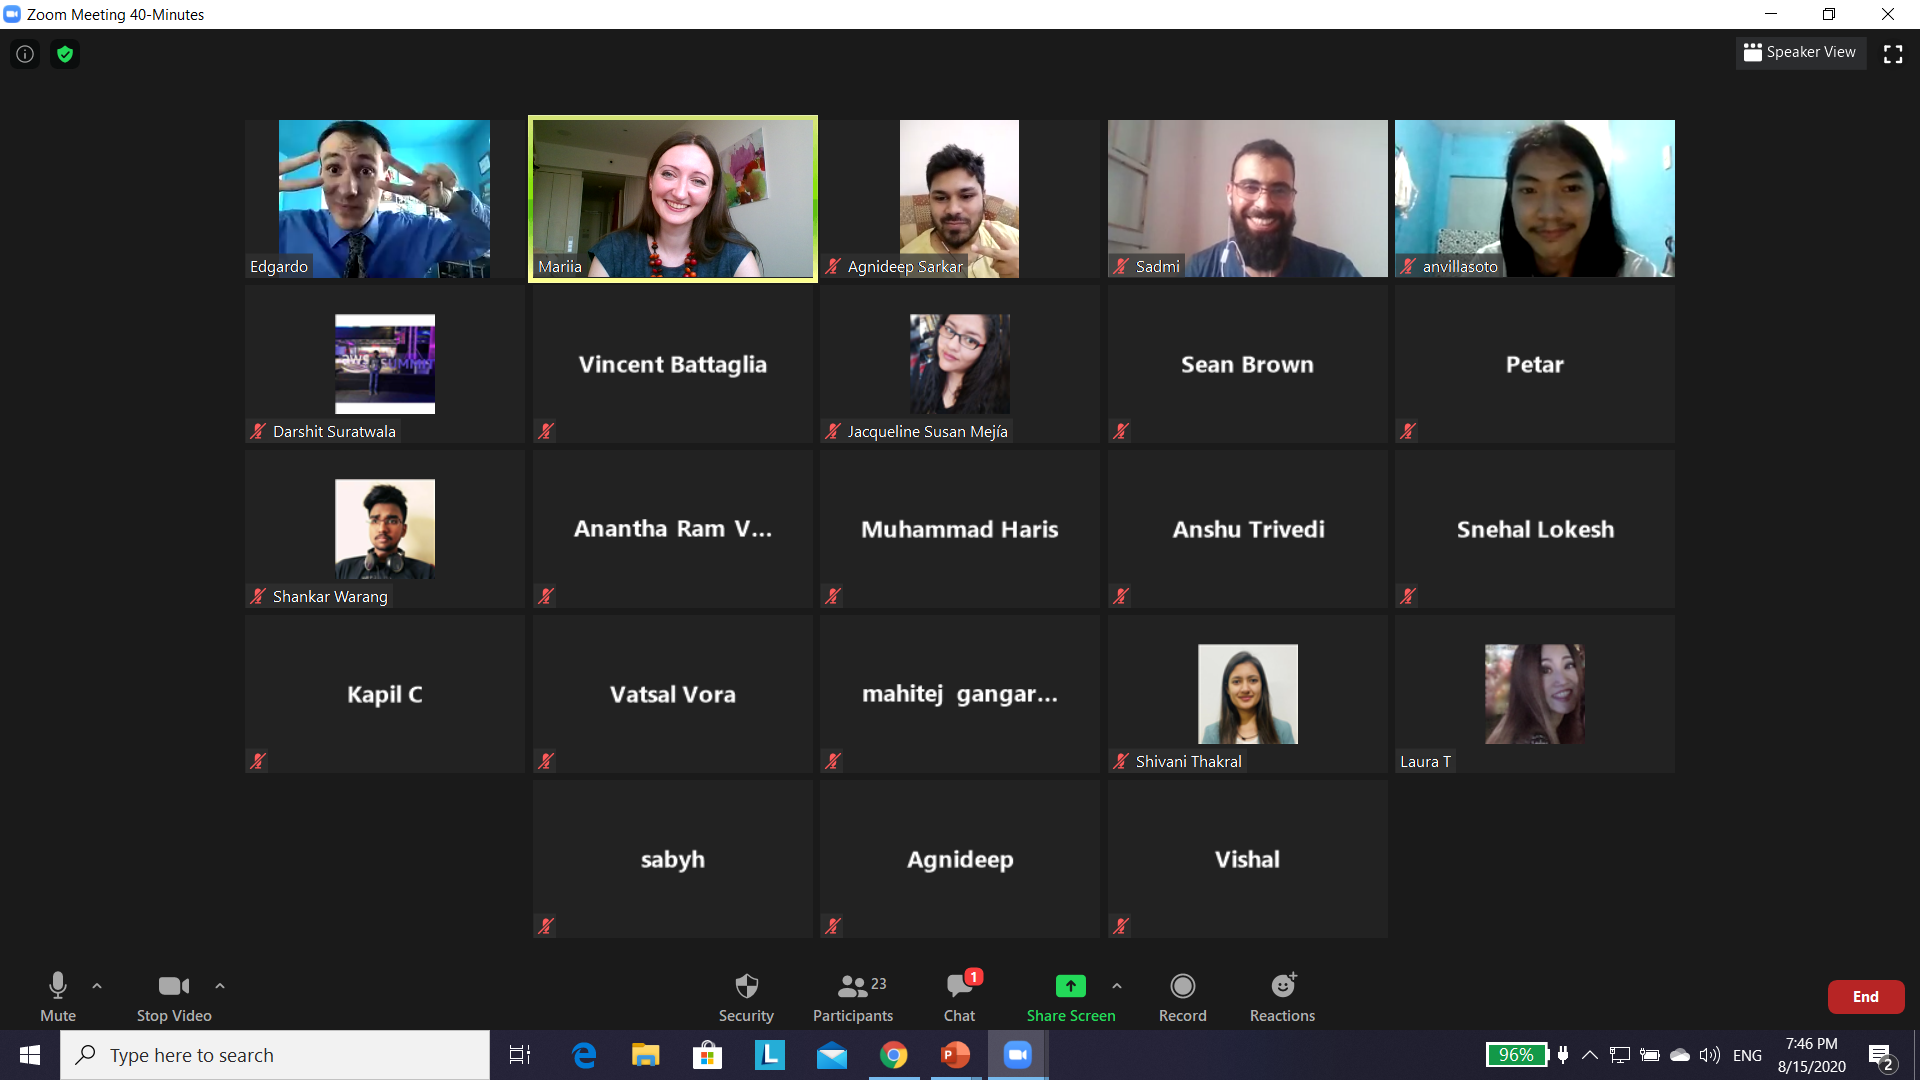 Zoom Meeting 40-Minutes
Speaker View
Edgardo
Mariia
Agnideep Sarkar
Sadmi
anvillasoto
aws
SUMMIT
Darshit Suratwala
Vincent Battaglia
Jacqueline Susan Mejía
Sean Brown
Petar
Shankar Warang
Anantha Ram V...
Muhammad Haris
Anshu Trivedi
Snehal Lokesh
Kapil C
Vatsal Vora
mahitej gangar...
Shivani Thakral
Laura T
sabyh
Agnideep
Vishal
Mute
Stop Video
Security
Participants
23
Chat
1
Share Screen
Record
Reactions
End
Type here to search
L
P
96%
ENG
7:46 PM
8/15/2020
2